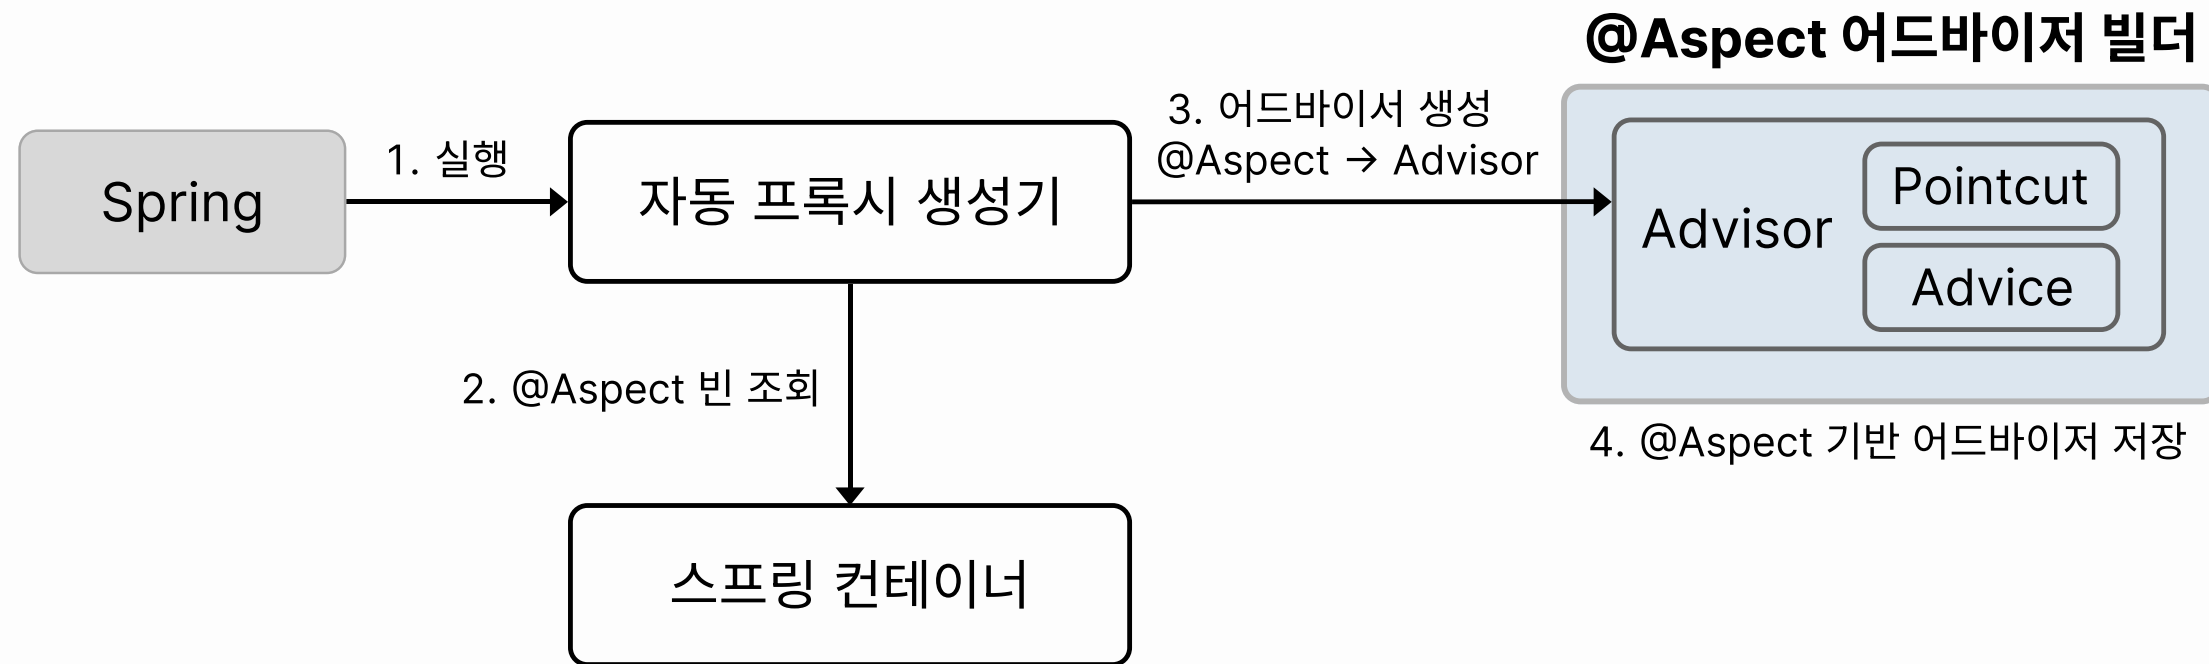 @Aspect 어드바이저 빌더
Spring
1. 실행
자동 프록시 생성기
3. 어드바이서 생성
@Aspect → Advisor
Advisor
Pointcut
Advice
2. @Aspect 빈 조회
4. @Aspect 기반 어드바이저 저장
스프링 컨테이너